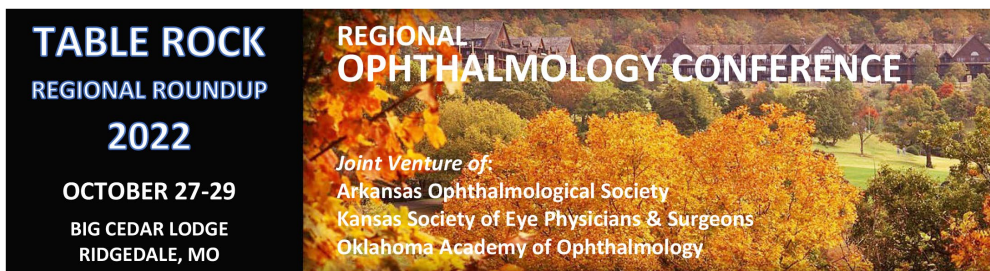 TABLE ROCK
REGIONAL ROUNDUP
2022
OCTOBER 27-29
BIG CEDAR LODGE
RIDGEDALE, MO
REGIONAL
OPHTHALMOLOGY CONFERENCE
Joint Venture of:
Arkansas Ophthalmological Society
Kansas Society of Eye Physicians & Surgeons
Oklahoma Academy of Ophthalmology